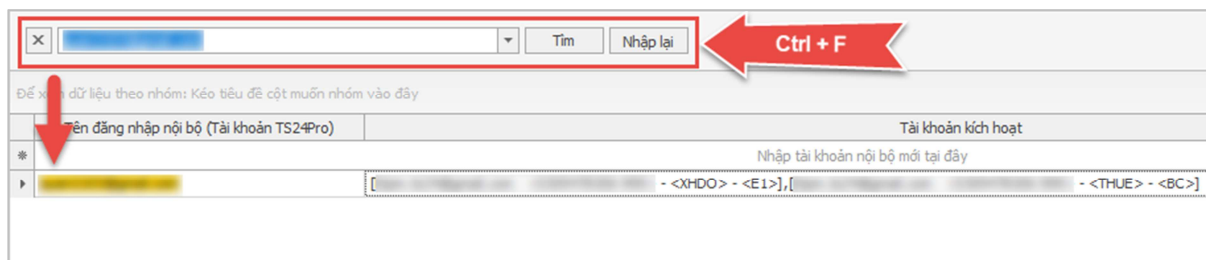 Tìm Nhập lại Ctrl + F
Để x dữ liệu theo nhóm: Kéo tiêu đề cột muốn nhóm vào đây
Tên đăng nhập nội bộ (Tài khoản TS24Pro) Tài khoản kích hoạt
Nhập tài khoản nội bộ mới tại đây
[ - <XHDO> - <E1>],[ - <THUE> - <BC>]